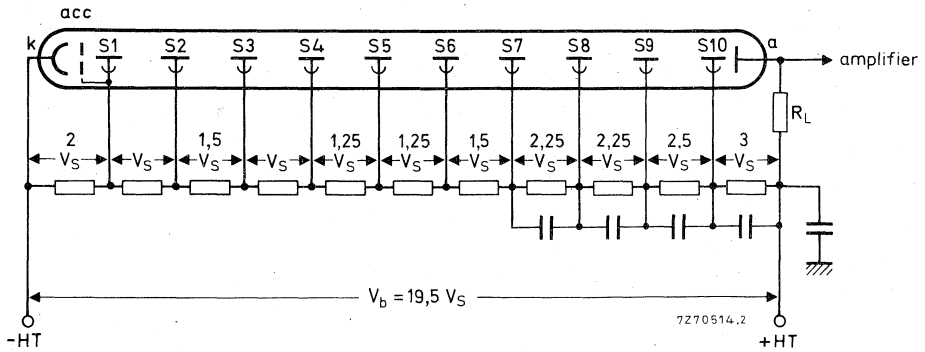 acc
k S1 S2 S3 S4 S5 S6 S7 S8 S9 S10 a
amplifier
R_L
2 1,5 1,25 1,25 1,5 2,25 2,25 2,5 3
V_S V_S V_S V_S V_S V_S V_S V_S V_S V_S V_S
V_b = 19,5 V_S
7Z70514.2
-HT +HT